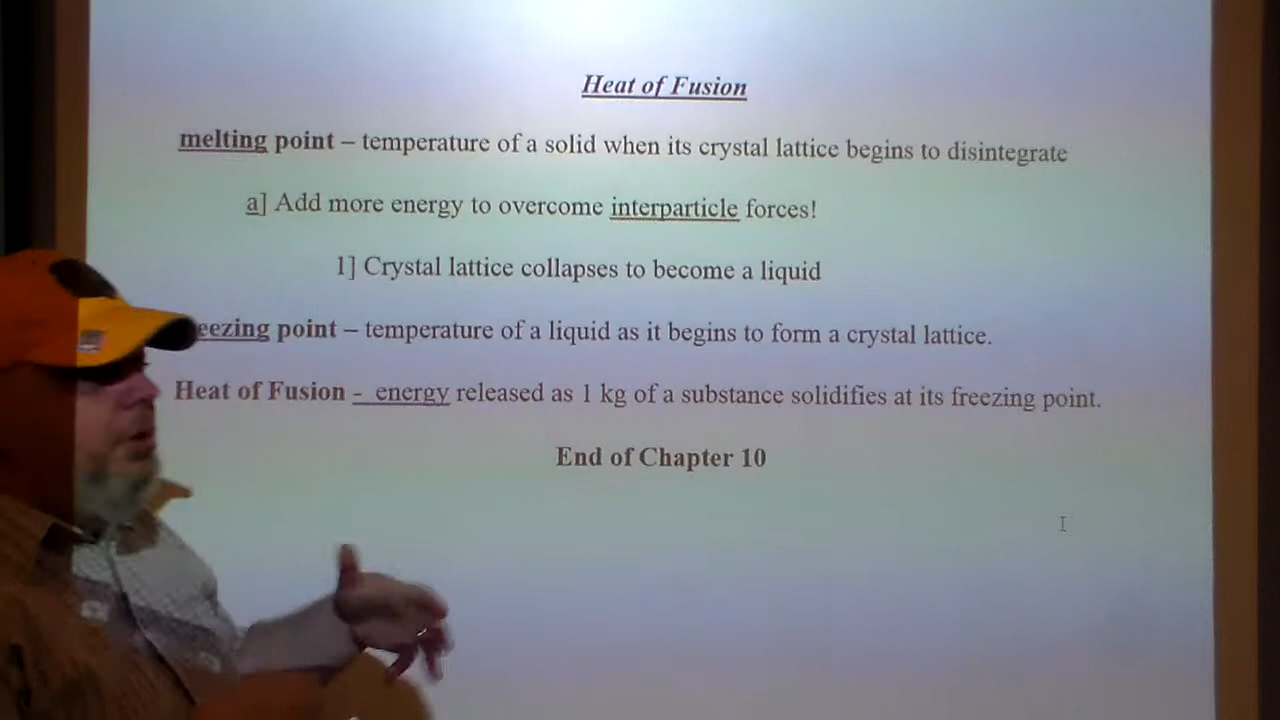 Heat of Fusion
melting point – temperature of a solid when its crystal lattice begins to disintegrate
a] Add more energy to overcome interparticle forces!
1] Crystal lattice collapses to become a liquid
eezing point – temperature of a liquid as it begins to form a crystal lattice.
Heat of Fusion - energy released as 1 kg of a substance solidifies at its freezing point.
End of Chapter 10